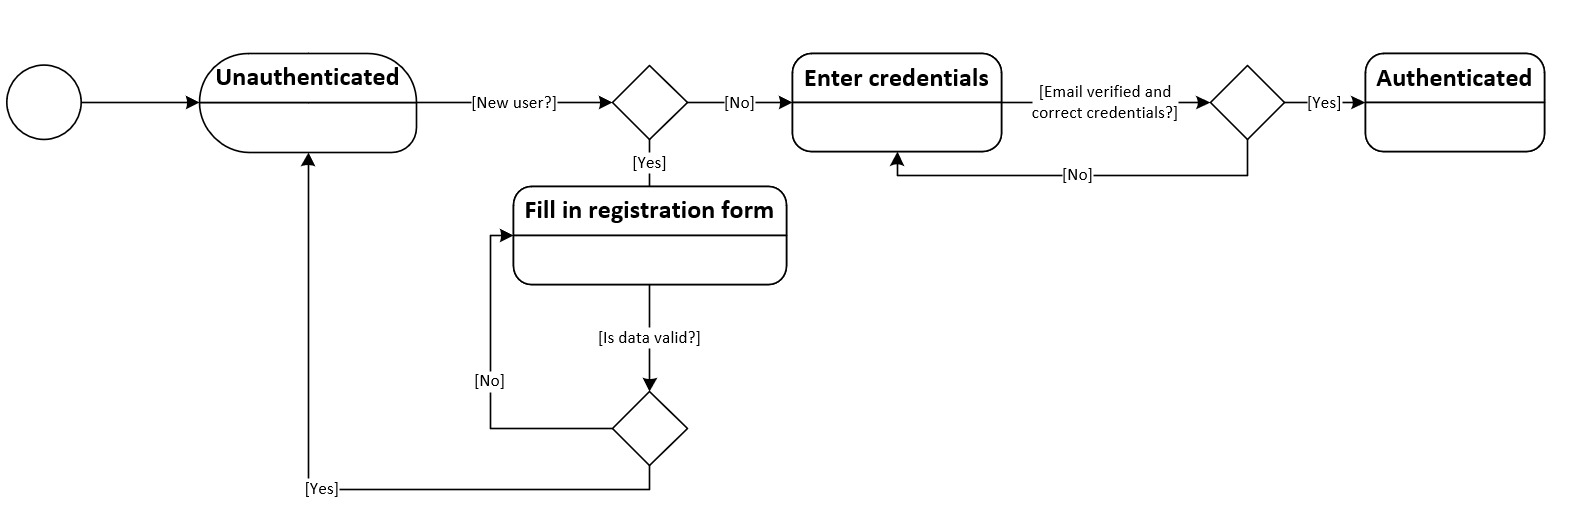 Unauthenticated
[New user?]
[No]
Enter credentials
[Email verified and
correct credentials?]
[Yes]
Authenticated
[Yes]
[No]
Fill in registration form
[Is data valid?]
[No]
[Yes]